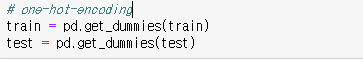 # one-hot-encoding
train = pd.get_dummies(train)
test = pd.get_dummies(test)